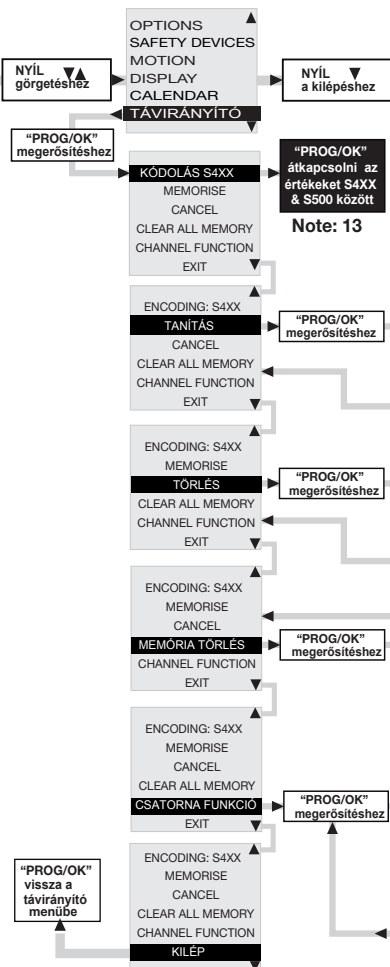 OPTIONS
SAFETY DEVICES
MOTION
DISPLAY
CALENDAR
TÁVIRÁNYÍTÓ
NYÍL ▼▲
görgetéshez
NYÍL ▼
a kilépéshez
“PROG/OK”
megerősítéshez
KÓDOLÁS S4XX
MEMORISE
CANCEL
CLEAR ALL MEMORY
CHANNEL FUNCTION
EXIT
“PROG/OK”
átkapcsolni az
értékeket S4XX
& S500 között
Note: 13
ENCODING: S4XX
TANÍTÁS
CANCEL
CLEAR ALL MEMORY
CHANNEL FUNCTION
EXIT
“PROG/OK”
megerősítéshez
ENCODING: S4XX
MEMORISE
TÖRLÉS
CLEAR ALL MEMORY
CHANNEL FUNCTION
EXIT
“PROG/OK”
megerősítéshez
ENCODING: S4XX
MEMORISE
CANCEL
MEMÓRIA TÖRLÉS
CHANNEL FUNCTION
EXIT
“PROG/OK”
megerősítéshez
ENCODING: S4XX
MEMORISE
CANCEL
CLEAR ALL MEMORY
CSATORNA FUNKCIÓ
EXIT
“PROG/OK”
megerősítéshez
ENCODING: S4XX
MEMORISE
CANCEL
CLEAR ALL MEMORY
CHANNEL FUNCTION
KILÉP
“PROG/OK”
vissza a
távirányító
menübe